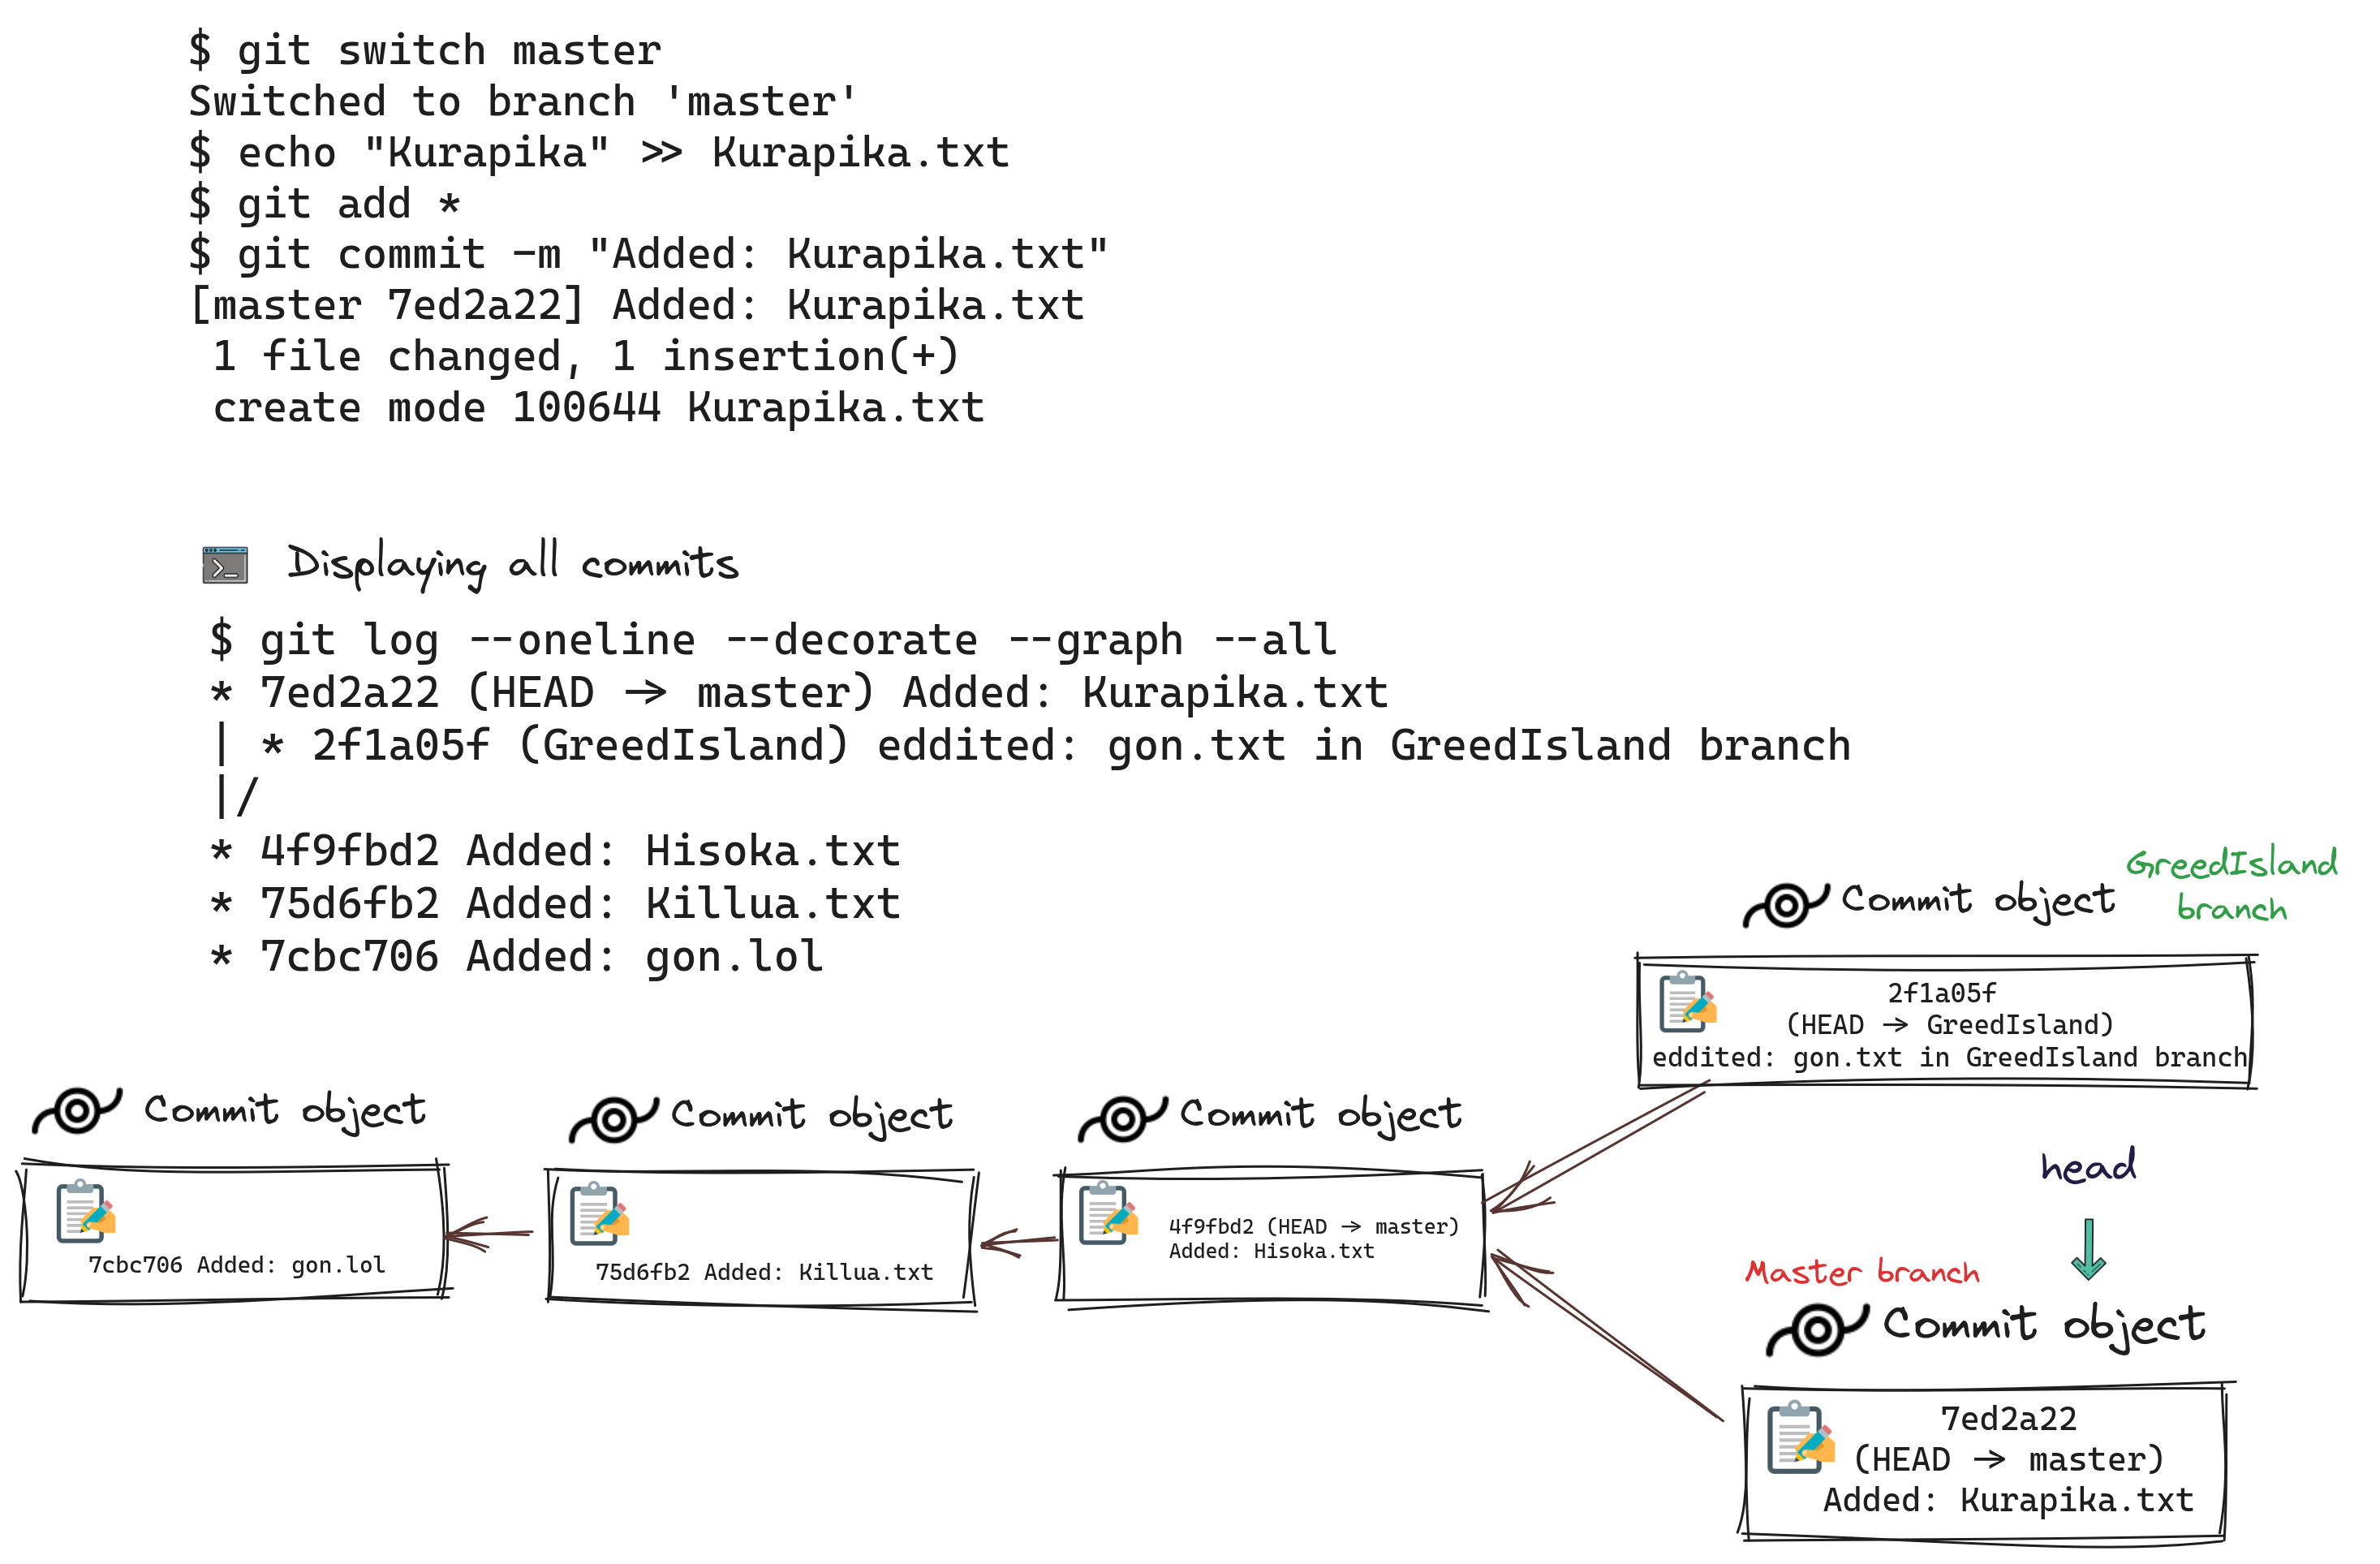 $ git switch master
Switched to branch 'master'
$ echo "Kurapika" >> Kurapika.txt
$ git add *
$ git commit -m "Added: Kurapika.txt"
[master 7ed2a22] Added: Kurapika.txt
 1 file changed, 1 insertion(+)
 create mode 100644 Kurapika.txt
Displaying all commits
$ git log --oneline --decorate --graph --all
* 7ed2a22 (HEAD -> master) Added: Kurapika.txt
| * 2f1a05f (GreedIsland) eddited: gon.txt in GreedIsland branch
|/
* 4f9fbd2 Added: Hisoka.txt
* 75d6fb2 Added: Killua.txt
* 7cbc706 Added: gon.lol
Commit object
7cbc706 Added: gon.lol
Commit object
75d6fb2 Added: Killua.txt
Commit object
4f9fbd2 (HEAD -> master)
Added: Hisoka.txt
GreedIsland
branch
Commit object
2f1a05f
(HEAD -> GreedIsland)
eddited: gon.txt in GreedIsland branch
head
Master branch
Commit object
7ed2a22
(HEAD -> master)
Added: Kurapika.txt